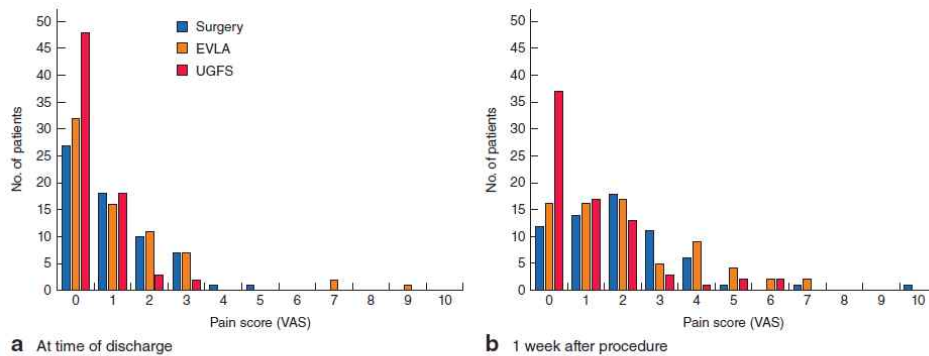 50
45
40
35
30
25
20
15
10
5
0
No. of patients
Surgery
EVLA
UGFS
0 1 2 3 4 5 6 7 8 9 10
Pain score (VAS)
a At time of discharge
50
45
40
35
30
25
20
15
10
5
0
No. of patients
0 1 2 3 4 5 6 7 8 9 10
Pain score (VAS)
b 1 week after procedure